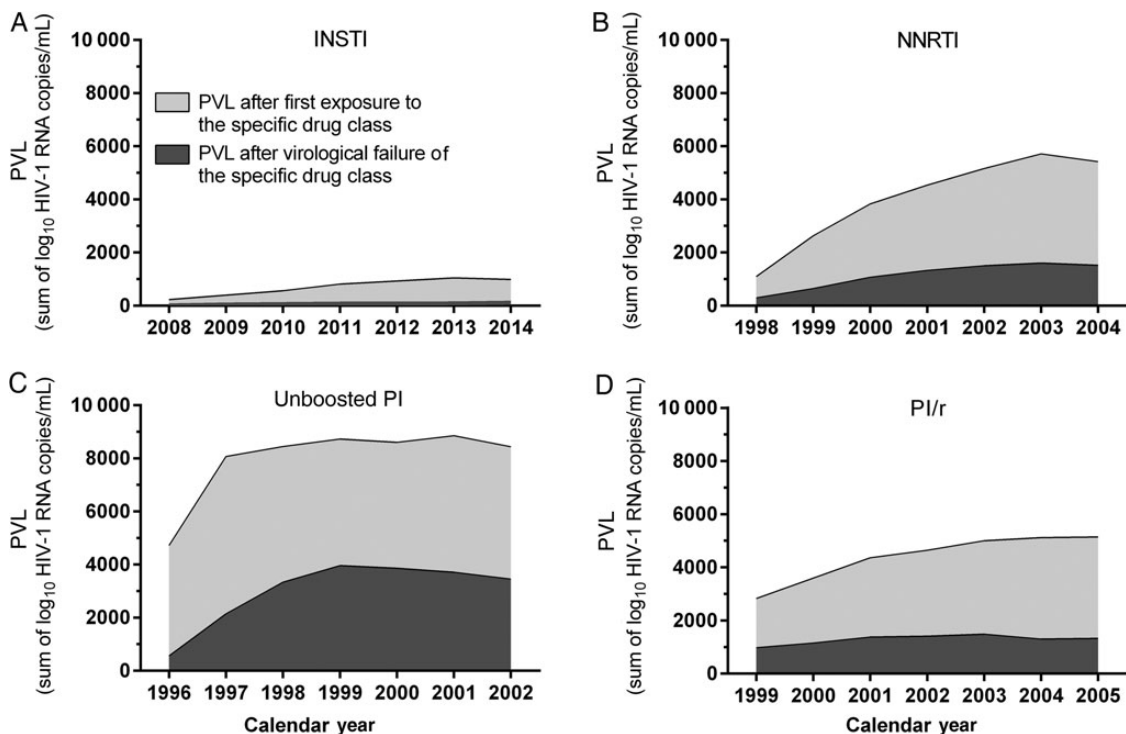 A
INSTI
10 000
8000
6000
4000
2000
0
PVL
(sum of log10 HIV-1 RNA copies/mL)
PVL after first exposure to
the specific drug class
PVL after virological failure of
the specific drug class
2008 2009 2010 2011 2012 2013 2014
B
NNRTI
10 000
8000
6000
4000
2000
0
PVL
(sum of log10 HIV-1 RNA copies/mL)
1998 1999 2000 2001 2002 2003 2004
C
Unboosted PI
10 000
8000
6000
4000
2000
0
PVL
(sum of log10 HIV-1 RNA copies/mL)
1996 1997 1998 1999 2000 2001 2002
Calendar year
D
PI/r
10 000
8000
6000
4000
2000
0
PVL
(sum of log10 HIV-1 RNA copies/mL)
1999 2000 2001 2002 2003 2004 2005
Calendar year